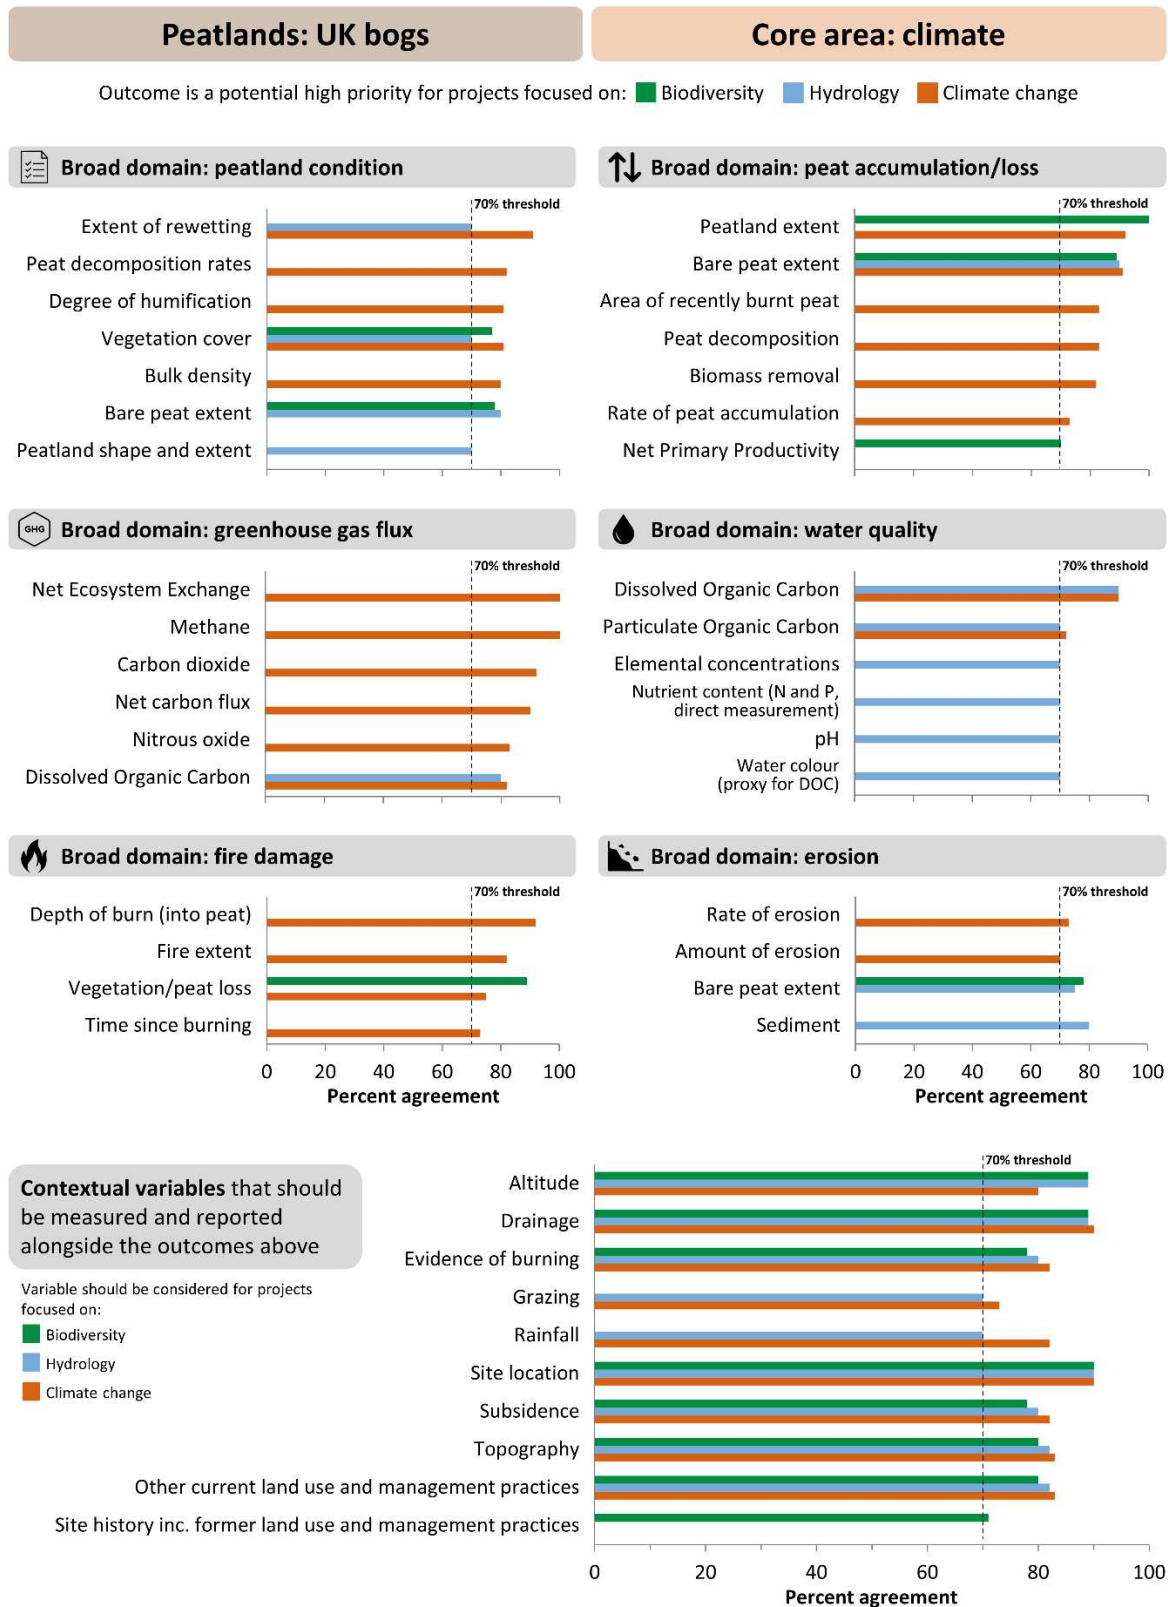 Peatlands: UK bogs
Core area: climate
Outcome is a potential high priority for projects focused on: Biodiversity Hydrology Climate change
Broad domain: peatland condition
70% threshold
Extent of rewetting
Peat decomposition rates
Degree of humification
Vegetation cover
Bulk density
Bare peat extent
Peatland shape and extent
Broad domain: peat accumulation/loss
70% threshold
Peatland extent
Bare peat extent
Area of recently burnt peat
Peat decomposition
Biomass removal
Rate of peat accumulation
Net Primary Productivity
GHG
Broad domain: greenhouse gas flux
70% threshold
Net Ecosystem Exchange
Methane
Carbon dioxide
Net carbon flux
Nitrous oxide
Dissolved Organic Carbon
Broad domain: water quality
70% threshold
Dissolved Organic Carbon
Particulate Organic Carbon
Elemental concentrations
Nutrient content (N and P,
direct measurement)
pH
Water colour
(proxy for DOC)
Broad domain: fire damage
70% threshold
Depth of burn (into peat)
Fire extent
Vegetation/peat loss
Time since burning
0 20 40 60 80 100
Percent agreement
Broad domain: erosion
70% threshold
Rate of erosion
Amount of erosion
Bare peat extent
Sediment
0 20 40 60 80 100
Percent agreement
Contextual variables that should
be measured and reported
alongside the outcomes above
Variable should be considered for projects
focused on:
Biodiversity
Hydrology
Climate change
70% threshold
Altitude
Drainage
Evidence of burning
Grazing
Rainfall
Site location
Subsidence
Topography
Other current land use and management practices
Site history inc. former land use and management practices
0 20 40 60 80 100
Percent agreement